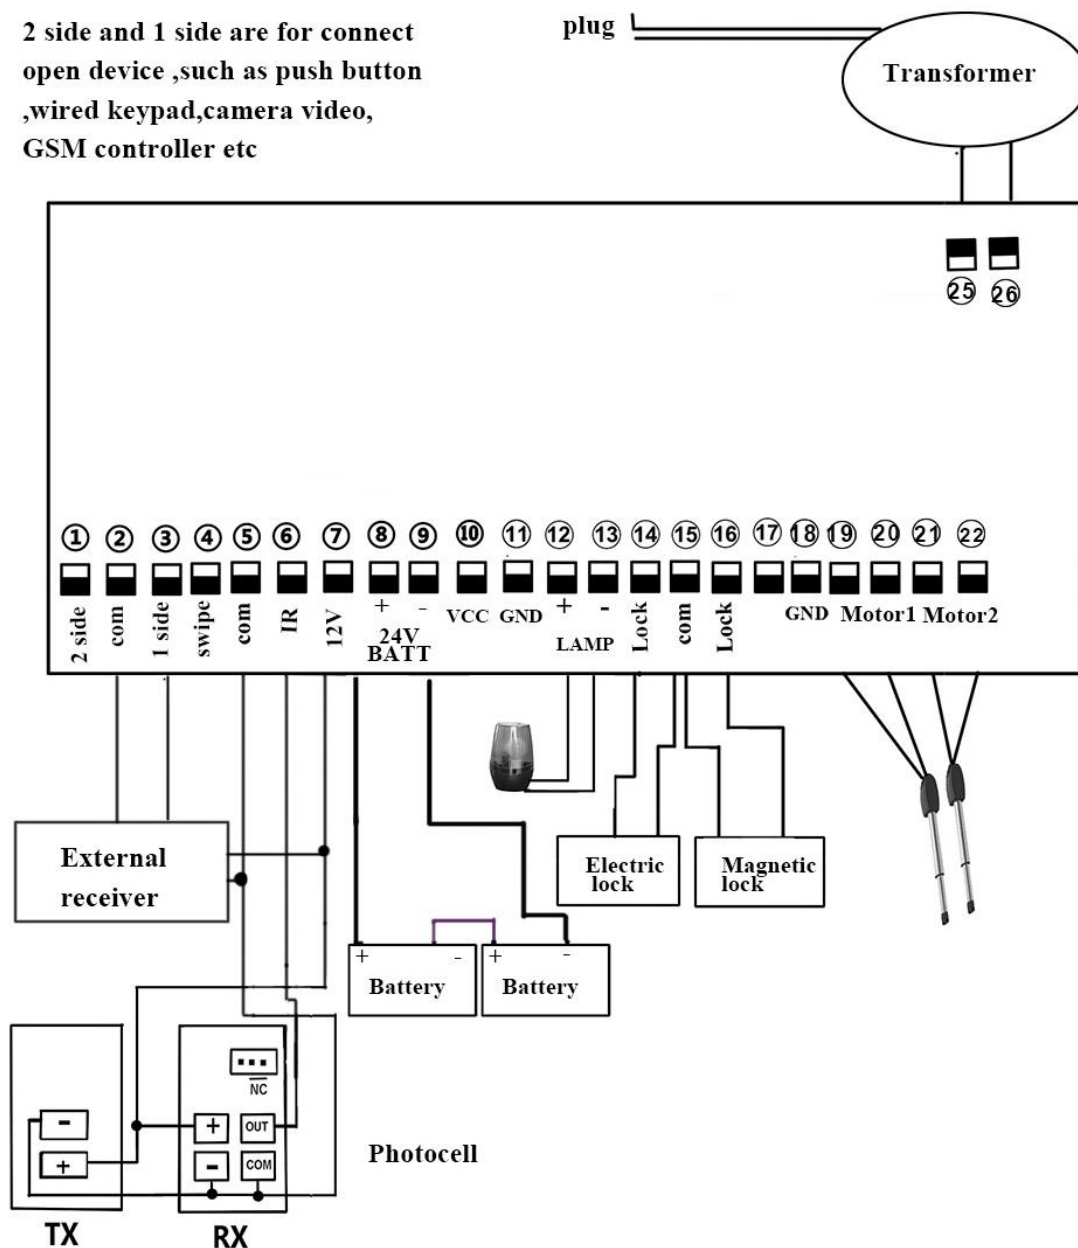 2 side and 1 side are for connect
open device ,such as push button
,wired keypad,camera video,
GSM controller etc
plug
Transformer
25 26
1 2 3 4 5 6 7 8 9 10 11 12 13 14 15 16 17 18 19 20 21 22
2 side
com
1 side
swipe
com
IR
12V
+ -
24V
BATT
VCC
GND
+ -
LAMP
Lock
com
Lock
GND
Motor1
Motor2
External
receiver
Electric
lock
Magnetic
lock
+ -
Battery
+ -
Battery
NC
+ OUT
- COM
-
+
Photocell
TX
RX